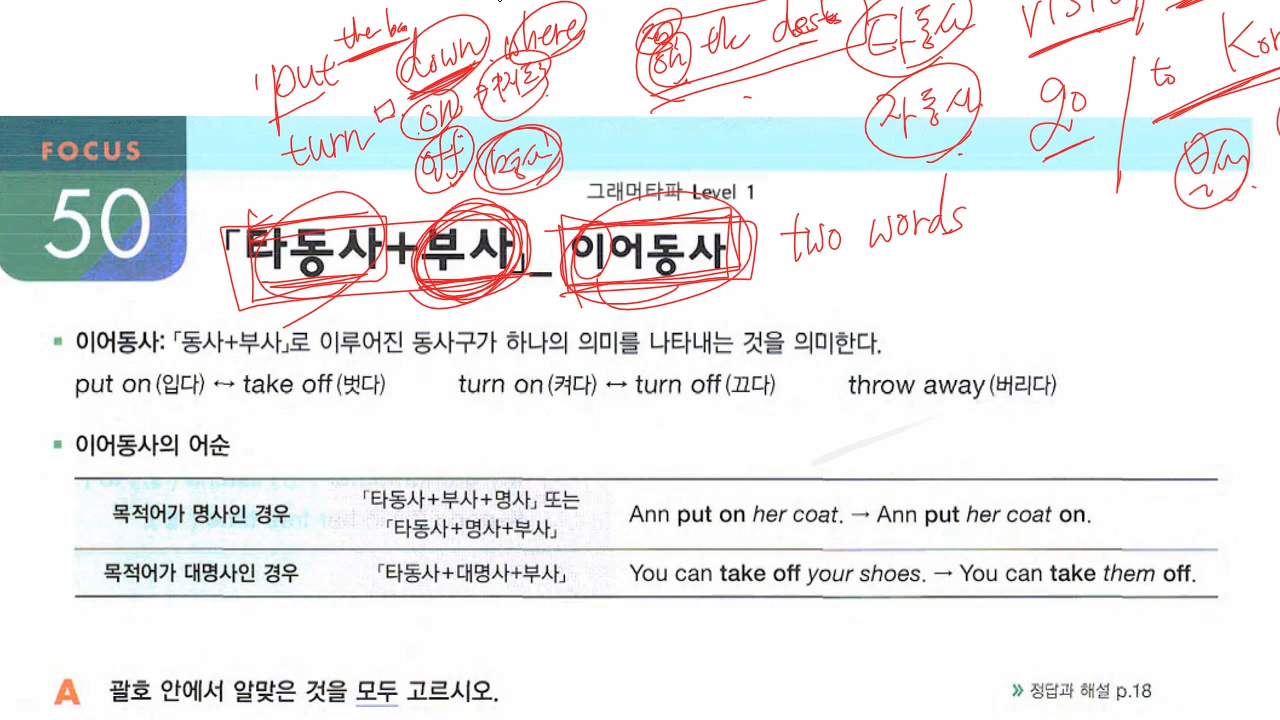 the
put down where on the desk 타동사
turn on 자동사 go to
off
FOCUS
50
그래머타파 Level 1
「타동사+부사」_ 이어동사 two words
이어동사: 「동사+부사」로 이루어진 동사구가 하나의 의미를 나타내는 것을 의미한다.
put on (입다) ↔ take off (벗다) turn on (켜다) ↔ turn off (끄다) throw away (버리다)
이어동사의 어순
목적어가 명사인 경우 「타동사+부사+명사」 또는 「타동사+명사+부사」 Ann put on her coat. → Ann put her coat on.
목적어가 대명사인 경우 「타동사+대명사+부사」 You can take off your shoes. → You can take them off.
A 괄호 안에서 알맞은 것을 모두 고르시오. » 정답과 해설 p.18